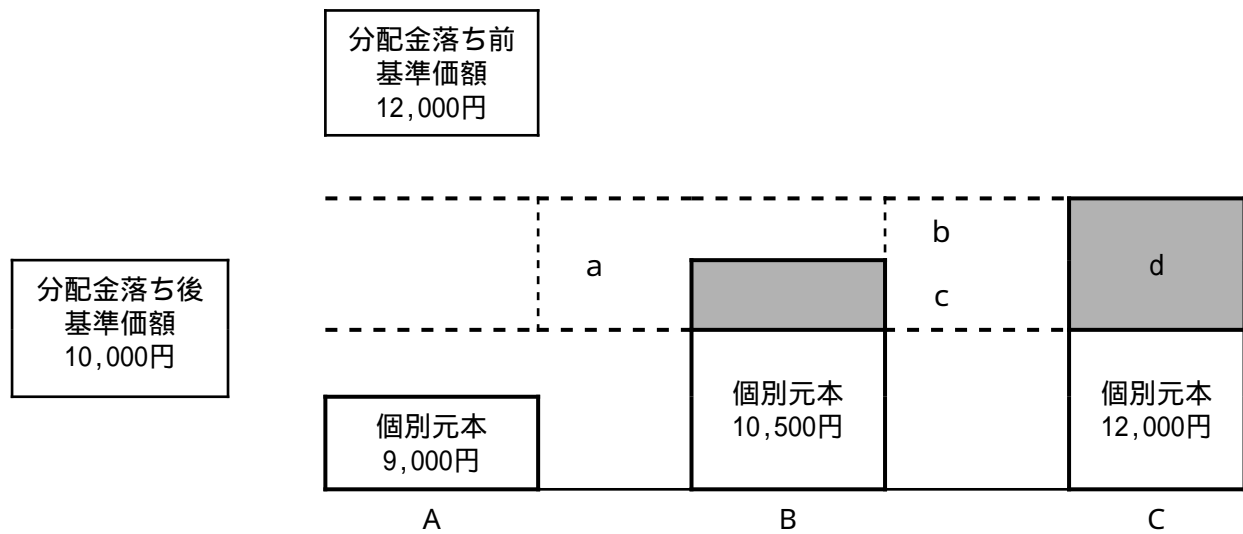 分配金落ち前
基準価額
12,000円
b
a
d
c
分配金落ち後
基準価額
10,000円
個別元本
9,000円
個別元本
10,500円
個別元本
12,000円
A
B
C